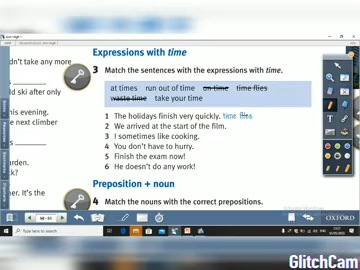 Expressions with time
dn't take any more
3 Match the sentences with the expressions with time.
at times run out of time on time time flies
waste time take your time
ld ski after only
1 The holidays finish very quickly. time flies
his evening.
2 We arrived at the start of the film.
e next climber
3 I sometimes like cooking.
4 You don't have to hurry.
5 Finish the exam now!
arden.
6 He doesn't do any work!
k?
Preposition + noun
her. It's the
4 Match the nouns with the correct prepositions.
Activate Windows
50 - 51
OXFORD
Type here to search
GlitchCam